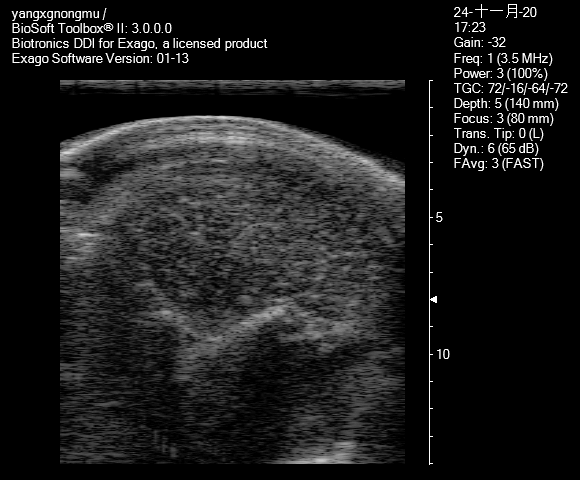 yangxgnongmu /
BioSoft Toolbox® II: 3.0.0.0
Biotronics DDI for Exago, a licensed product
Exago Software Version: 01-13
24-十一月-20
17:23
Gain: -32
Freq: 1 (3.5 MHz)
Power: 3 (100%)
TGC: 72/-16/-64/-72
Depth: 5 (140 mm)
Focus: 3 (80 mm)
Trans. Tip: 0 (L)
Dyn.: 6 (65 dB)
FAvg: 3 (FAST)
5
10